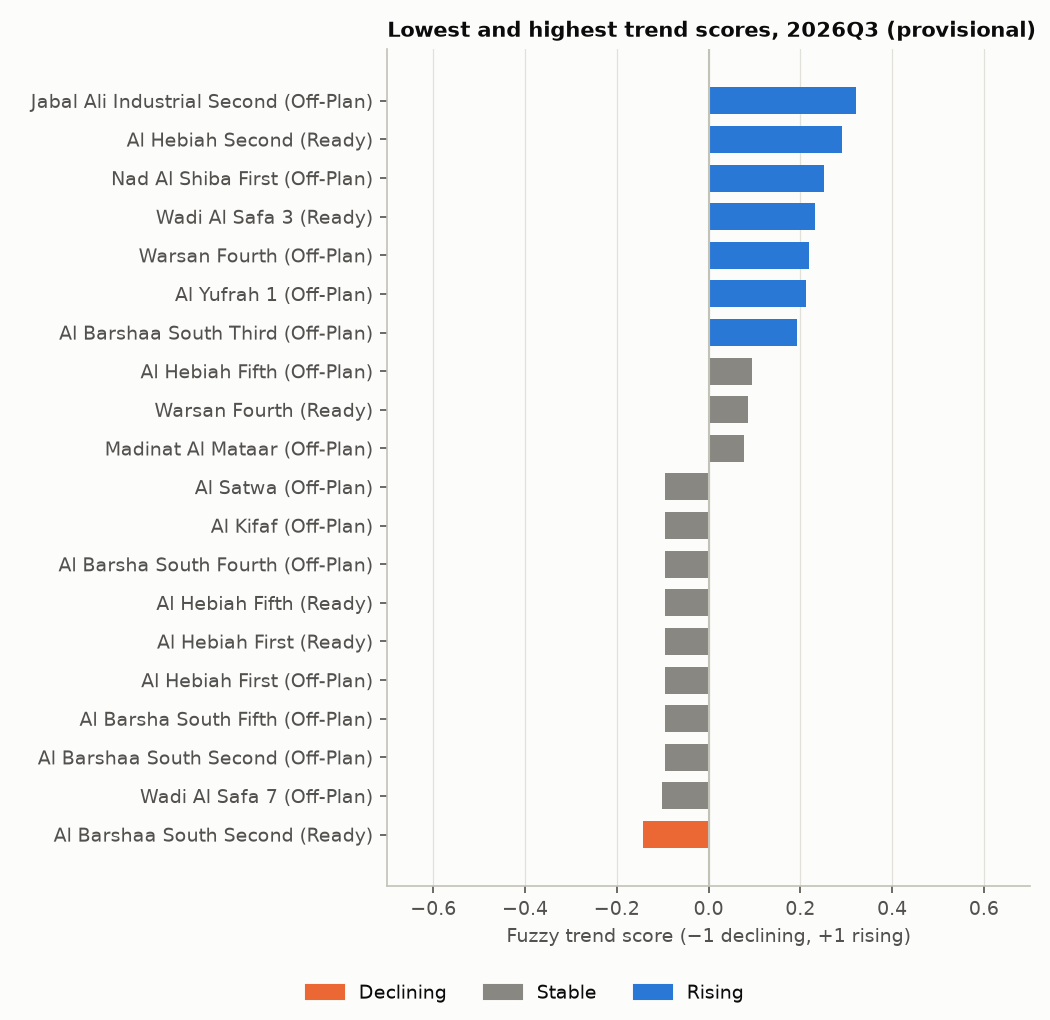 Lowest and highest trend scores, 2026Q3 (provisional)
Jabal Ali Industrial Second (Off-Plan)
Al Hebiah Second (Ready)
Nad Al Shiba First (Off-Plan)
Wadi Al Safa 3 (Ready)
Warsan Fourth (Off-Plan)
Al Yufrah 1 (Off-Plan)
Al Barshaa South Third (Off-Plan)
Al Hebiah Fifth (Off-Plan)
Warsan Fourth (Ready)
Madinat Al Mataar (Off-Plan)
Al Satwa (Off-Plan)
Al Kifaf (Off-Plan)
Al Barsha South Fourth (Off-Plan)
Al Hebiah Fifth (Ready)
Al Hebiah First (Ready)
Al Hebiah First (Off-Plan)
Al Barsha South Fifth (Off-Plan)
Al Barshaa South Second (Off-Plan)
Wadi Al Safa 7 (Off-Plan)
Al Barshaa South Second (Ready)
−0.6 −0.4 −0.2 0.0 0.2 0.4 0.6
Fuzzy trend score (−1 declining, +1 rising)
Declining Stable Rising